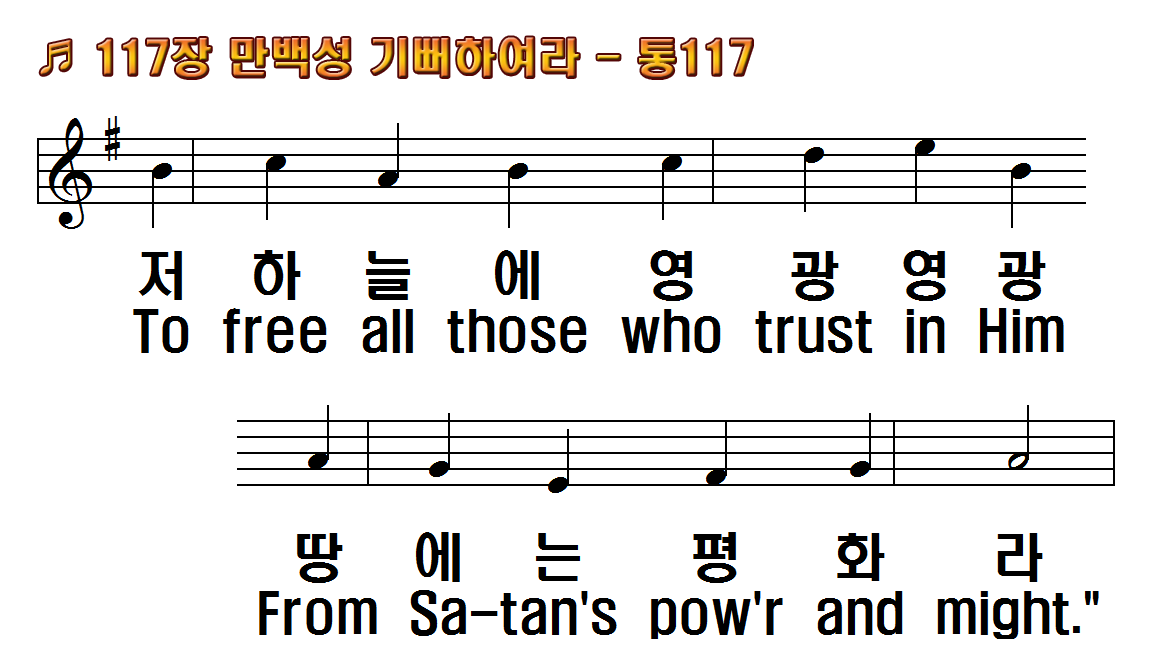 ♬ 117장 만백성 기뻐하여라 - 통117
저 하 늘 에 영 광 영 광
To free all those who trust in Him
땅 에 는 평 화 라
From Sa-tan's pow'r and might."